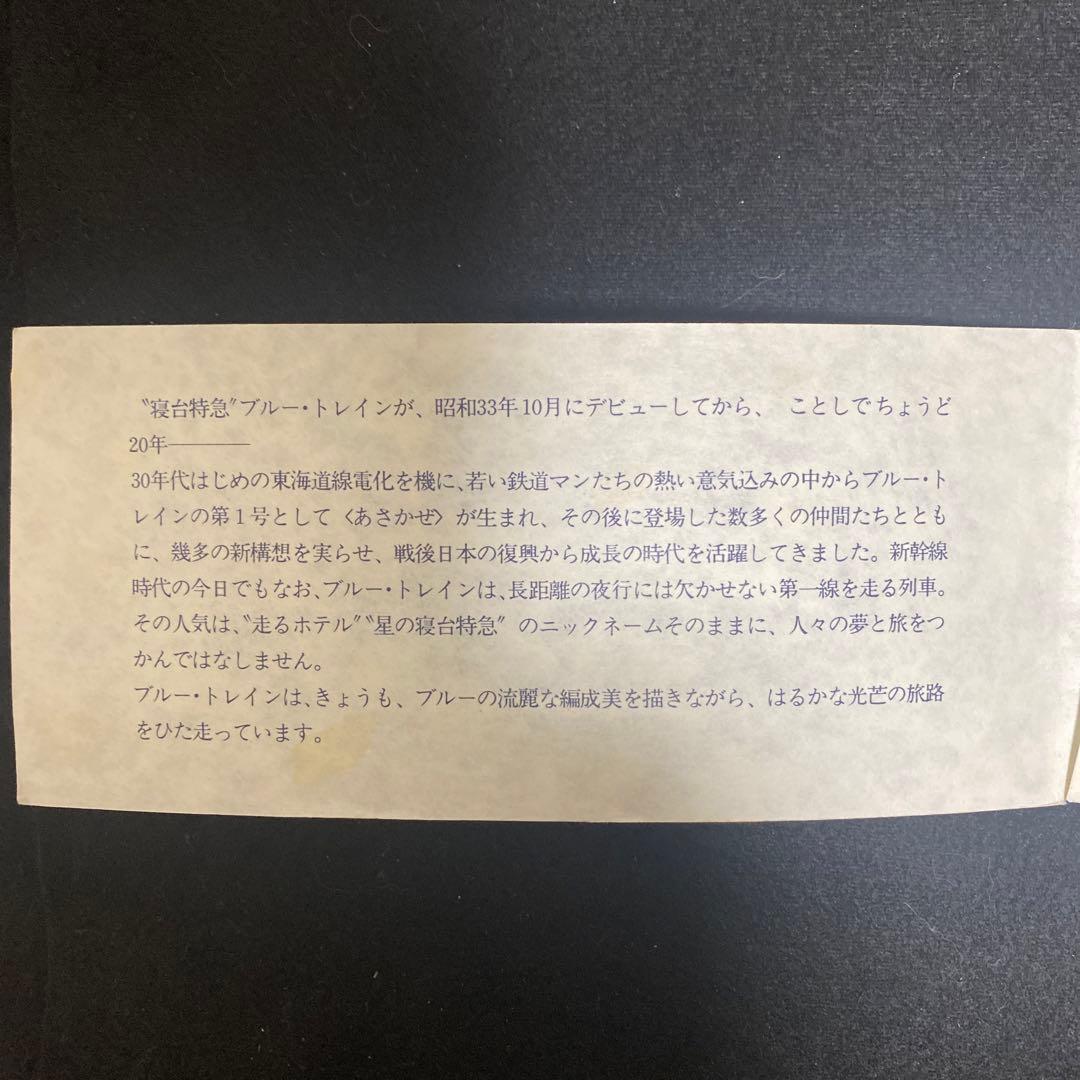 〝寝台特急〟ブルー・トレインが、昭和33年10月にデビューしてから、　ことしでちょうど
20年────
30年代はじめの東海道線電化を機に、若い鉄道マンたちの熱い意気込みの中からブルー・ト
レインの第1号として〈あさかぜ〉が生まれ、その後に登場した数多くの仲間たちととも
に、幾多の新構想を実らせ、戦後日本の復興から成長の時代を活躍してきました。新幹線
時代の今日でもなお、ブルー・トレインは、長距離の夜行には欠かせない第一線を走る列車。
その人気は、〝走るホテル〟〝星の寝台特急〟のニックネームそのままに、人々の夢と旅をつ
かんではなしません。
ブルー・トレインは、きょうも、ブルーの流麗な編成美を描きながら、はるかな光芒の旅路
をひた走っています。